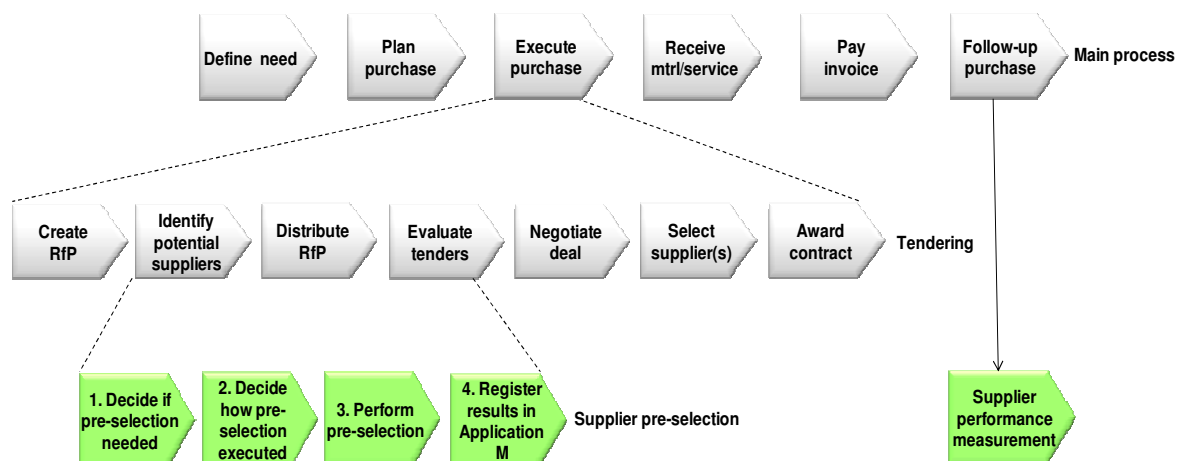 Define need
Plan
purchase
Execute
purchase
Receive
mtrl/service
Pay
invoice
Follow-up
purchase
Main process
Create
RfP
Identify
potential
suppliers
Distribute
RfP
Evaluate
tenders
Negotiate
deal
Select
supplier(s)
Award
contract
Tendering
1. Decide if
pre-selection
needed
2. Decide
how pre-
selection
executed
3. Perform
pre-selection
4. Register
results in
Application
M
Supplier pre-selection
Supplier
performance
measurement